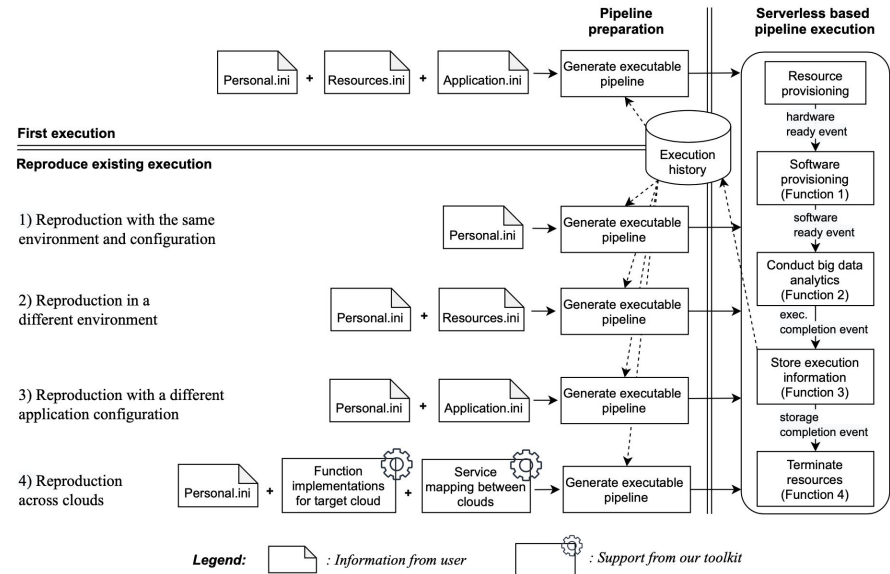 Pipeline
preparation
Serverless based
pipeline execution
Personal.ini + Resources.ini + Application.ini
Generate executable
pipeline
Resource
provisioning
hardware
ready event
First execution
Reproduce existing execution
Execution
history
Software
provisioning
(Function 1)
software
ready event
1) Reproduction with the same
environment and configuration
Personal.ini
Generate executable
pipeline
Conduct big data
analytics
(Function 2)
exec.
completion event
2) Reproduction in a
different environment
Personal.ini + Resources.ini
Generate executable
pipeline
Store execution
information
(Function 3)
storage
completion event
3) Reproduction with a different
application configuration
Personal.ini + Application.ini
Generate executable
pipeline
Terminate
resources
(Function 4)
4) Reproduction
across clouds
Personal.ini +
Function
implementations
for target cloud
+
Service
mapping between
clouds
Generate executable
pipeline
Legend:
: Information from user
: Support from our toolkit